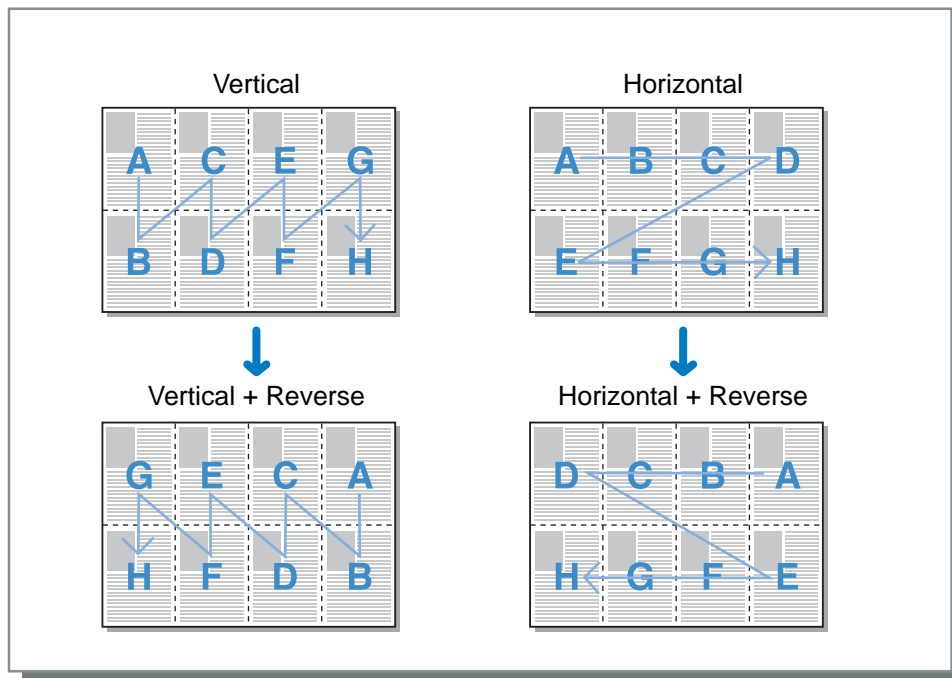 Vertical
A C E G
B D F H
Horizontal
A B C D
E F G H
Vertical + Reverse
G E C A
H F D B
Horizontal + Reverse
D C B A
H G F E